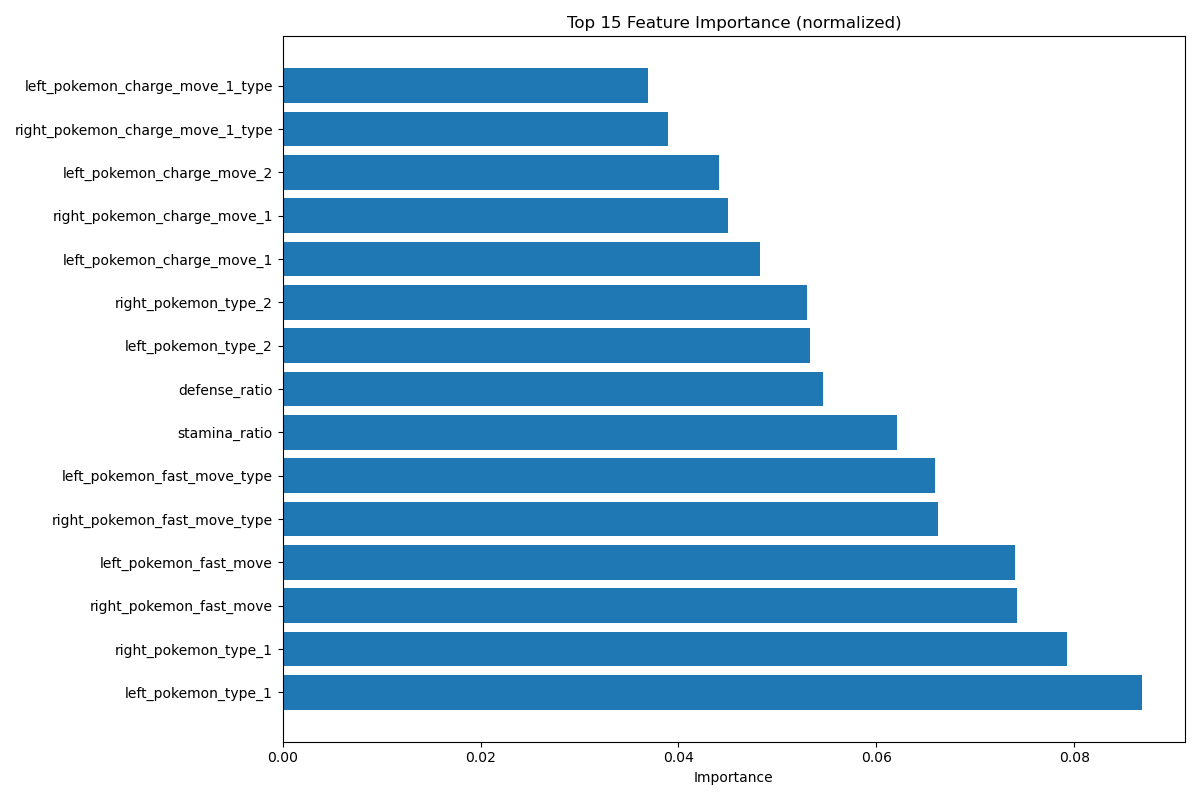 Top 15 Feature Importance (normalized)
left_pokemon_charge_move_1_type
right_pokemon_charge_move_1_type
left_pokemon_charge_move_2
right_pokemon_charge_move_1
left_pokemon_charge_move_1
right_pokemon_type_2
left_pokemon_type_2
defense_ratio
stamina_ratio
left_pokemon_fast_move_type
right_pokemon_fast_move_type
left_pokemon_fast_move
right_pokemon_fast_move
right_pokemon_type_1
left_pokemon_type_1
0.00 0.02 0.04 0.06 0.08
Importance